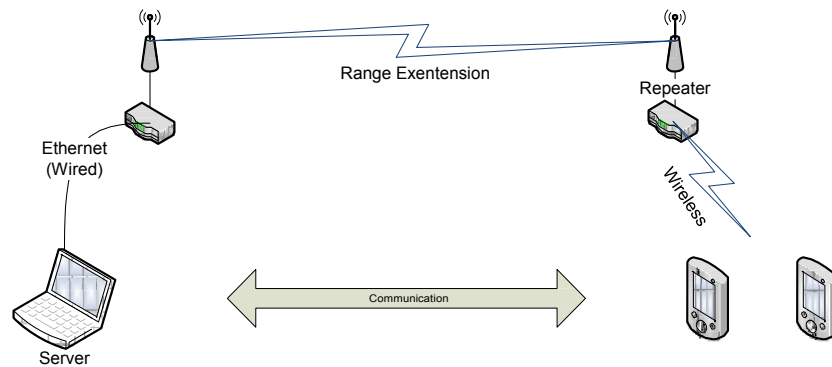 Range Exentension
Repeater
Ethernet
(Wired)
Wireless
Communication
Server